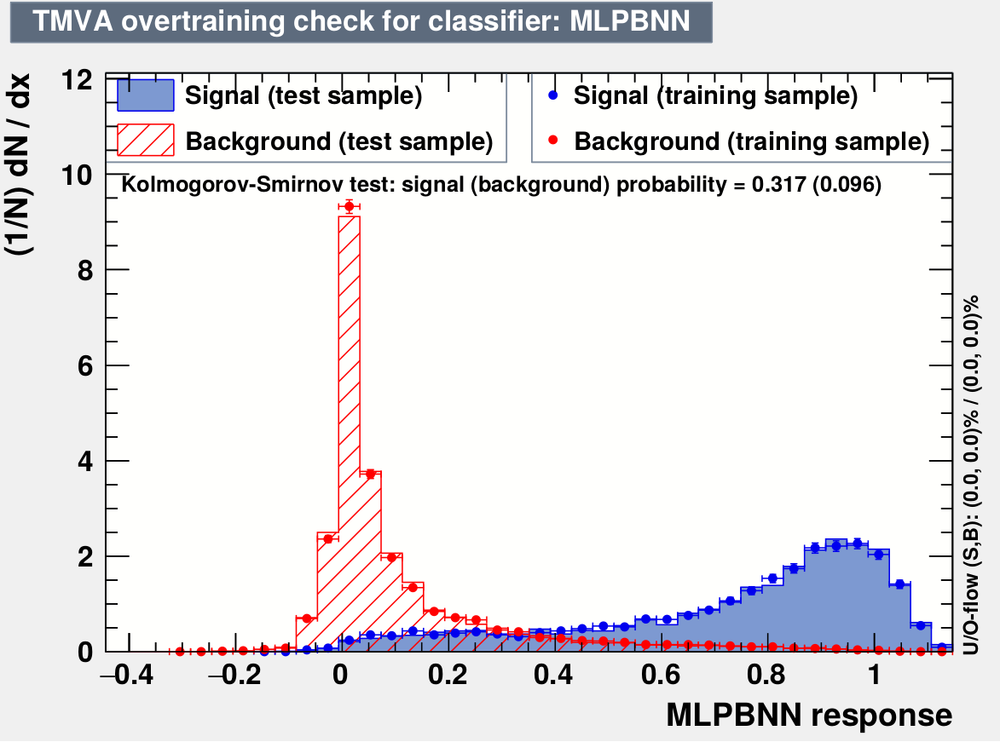 TMVA overtraining check for classifier: MLPBNN
(1/N) dN / dx
Signal (test sample)
Background (test sample)
Signal (training sample)
Background (training sample)
Kolmogorov-Smirnov test: signal (background) probability = 0.317 (0.096)
12
10
8
6
4
2
0
−0.4 −0.2 0 0.2 0.4 0.6 0.8 1
MLPBNN response
U/O-flow (S,B): (0.0, 0.0)% / (0.0, 0.0)%